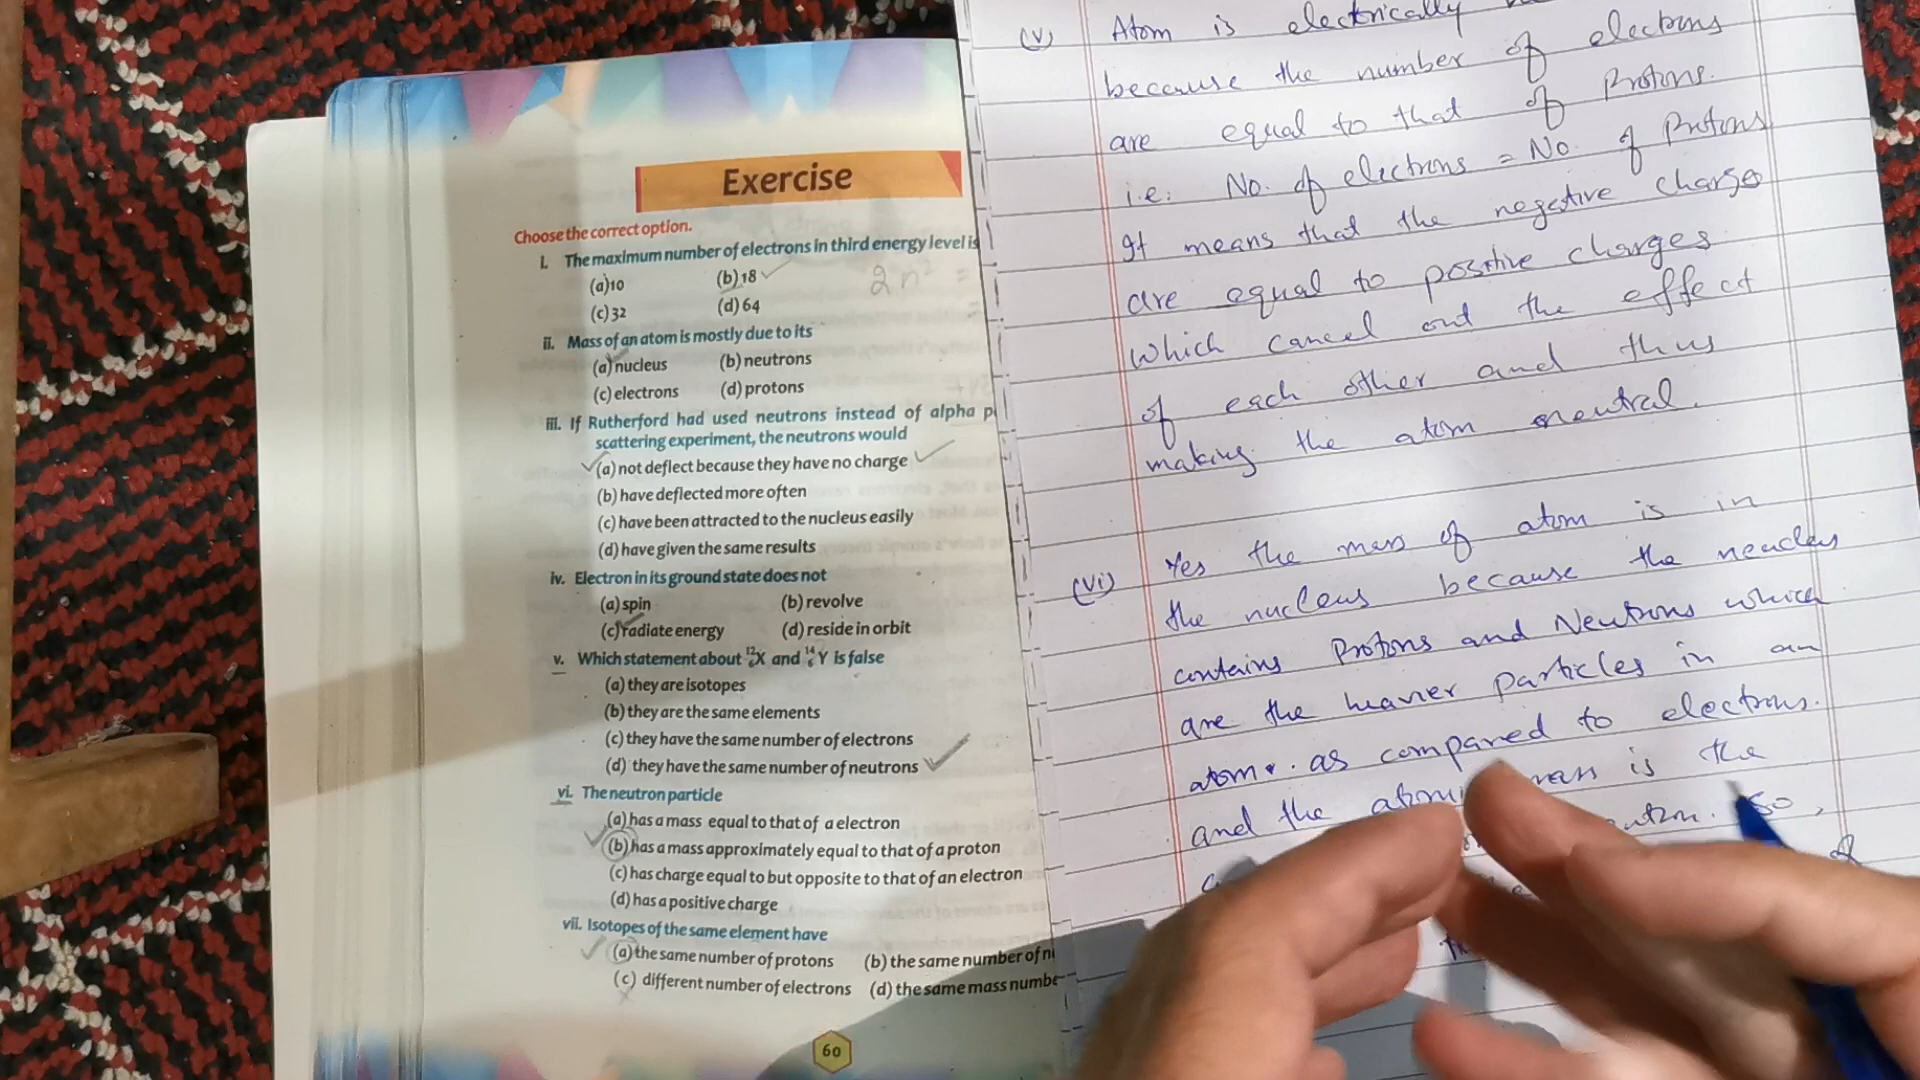 Exercise
Choose the correct option.
i. The maximum number of electrons in third energy level is
(a) 10 (b) 18
2n² =
(c) 32 (d) 64
ii. Mass of an atom is mostly due to its
(a) nucleus (b) neutrons
(c) electrons (d) protons
iii. If Rutherford had used neutrons instead of alpha p
scattering experiment, the neutrons would
(a) not deflect because they have no charge
(b) have deflected more often
(c) have been attracted to the nucleus easily
(d) have given the same results
iv. Electron in its ground state does not
(a) spin (b) revolve
(c) radiate energy (d) reside in orbit
v. Which statement about ¹²₆X and ¹⁴₆Y is false
(a) they are isotopes
(b) they are the same elements
(c) they have the same number of electrons
(d) they have the same number of neutrons
vi. The neutron particle
(a) has a mass equal to that of a electron
(b) has a mass approximately equal to that of a proton
(c) has charge equal to but opposite to that of an electron
(d) has a positive charge
vii. Isotopes of the same element have
(a) the same number of protons (b) the same number of n
(c) different number of electrons (d) the same mass numbe
60
(v) Atom is electrically
because the number of electrons
are equal to that of Protons.
i.e: No. of electrons = No. of Protons
It means that the negative charges
are equal to positive charges
which cancel out the effect
of each other and thus
making the atom neutral.
(vi) Yes the mass of atom is in
the nucleus because the
contains Protons and Neutrons which
are the heavier particles in an
atom. as compared to electrons.
and the is the
So,
of